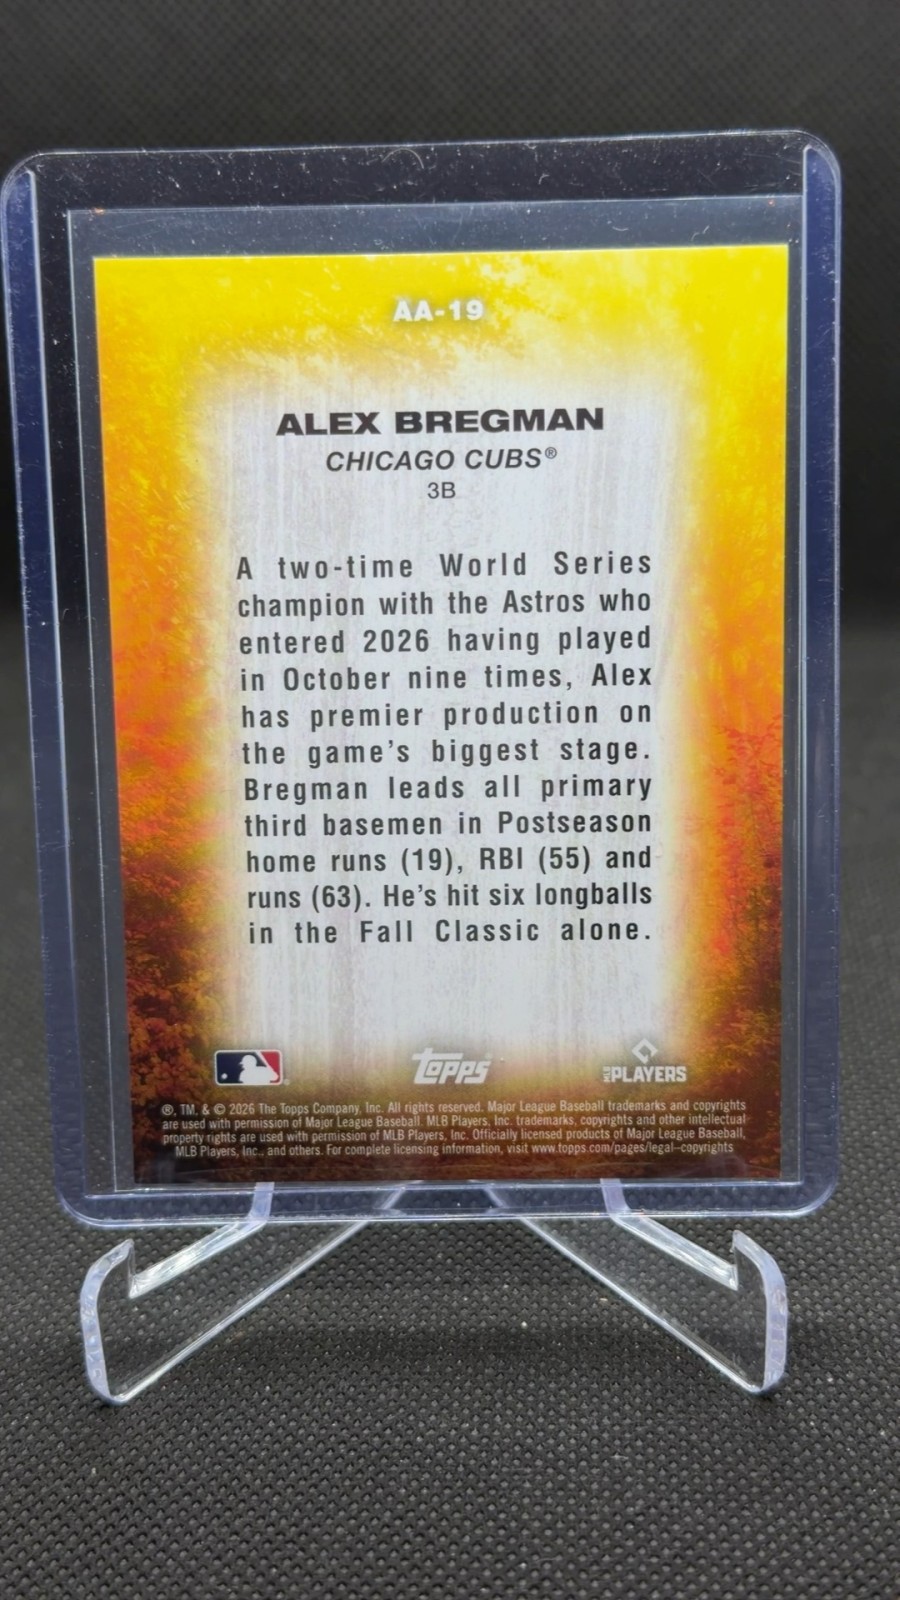 AA-19
ALEX BREGMAN
CHICAGO CUBS®
3B
A two-time World Series
champion with the Astros who
entered 2026 having played
in October nine times, Alex
has premier production on
the game's biggest stage.
Bregman leads all primary
third basemen in Postseason
home runs (19), RBI (55) and
runs (63). He's hit six longballs
in the Fall Classic alone.
topps
MLB PLAYERS
®, TM, & © 2026 The Topps Company, Inc. All rights reserved. Major League Baseball trademarks and copyrights
are used with permission of Major League Baseball. MLB Players, Inc. trademarks, copyrights and other intellectual
property rights are used with permission of MLB Players, Inc. Officially licensed products of Major League Baseball,
MLB Players, Inc., and others. For complete licensing information, visit www.topps.com/pages/legal-copyrights